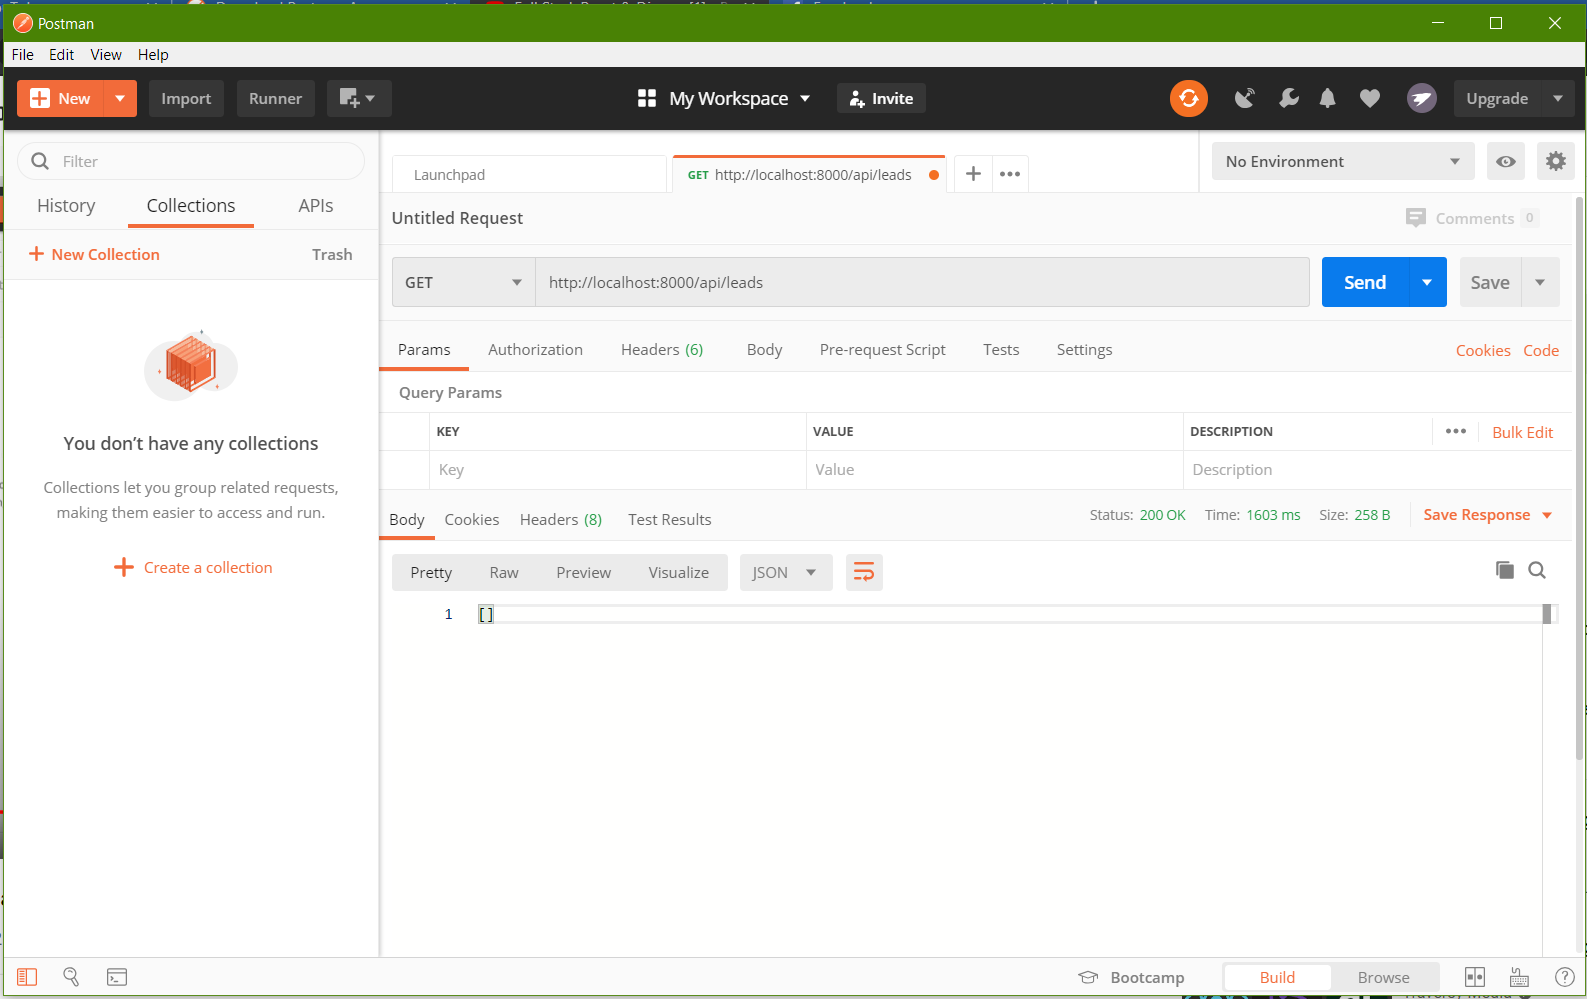 Postman
File Edit View Help
New Import Runner My Workspace Invite Upgrade
Filter
History Collections APIs
New Collection Trash
You don’t have any collections
Collections let you group related requests,
making them easier to access and run.
Create a collection
Launchpad GET http://localhost:8000/api/leads No Environment
Untitled Request Comments 0
GET http://localhost:8000/api/leads Send Save
Params Authorization Headers (6) Body Pre-request Script Tests Settings Cookies Code
Query Params
KEY VALUE DESCRIPTION Bulk Edit
Key Value Description
Body Cookies Headers (8) Test Results Status: 200 OK Time: 1603 ms Size: 258 B Save Response
Pretty Raw Preview Visualize JSON
1 []
Bootcamp Build Browse